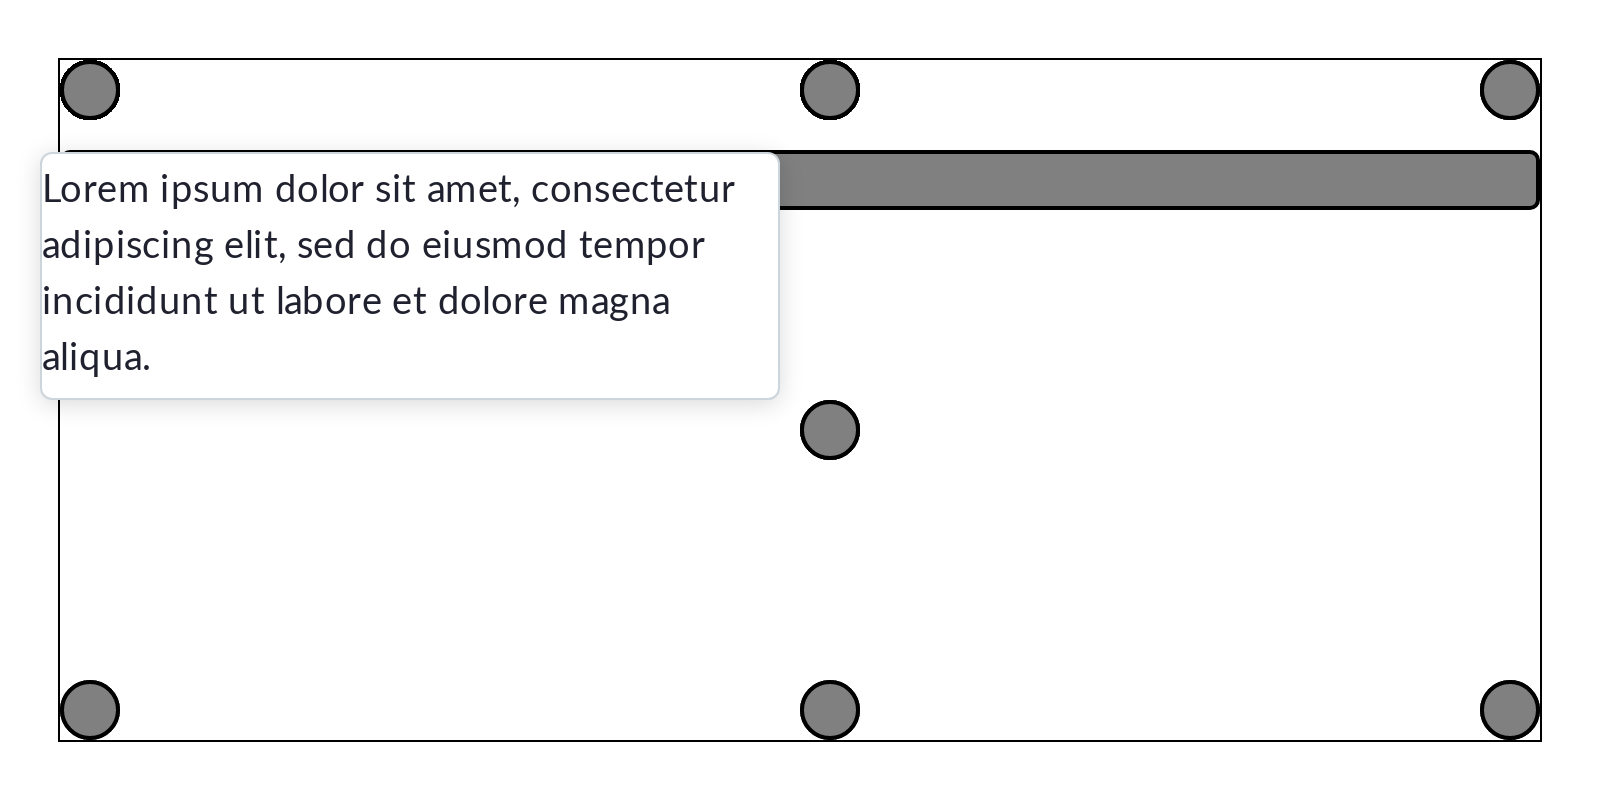 Lorem ipsum dolor sit amet, consectetur
adipiscing elit, sed do eiusmod tempor
incididunt ut labore et dolore magna
aliqua.